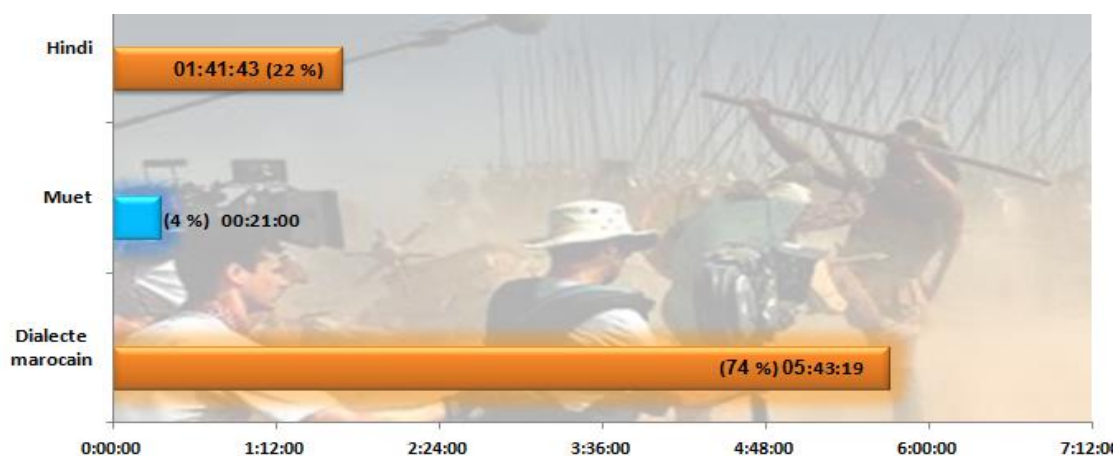 Hindi
01:41:43 (22 %)
Muet
(4 %) 00:21:00
Dialecte
marocain
(74 %) 05:43:19
0:00:00 1:12:00 2:24:00 3:36:00 4:48:00 6:00:00 7:12:00